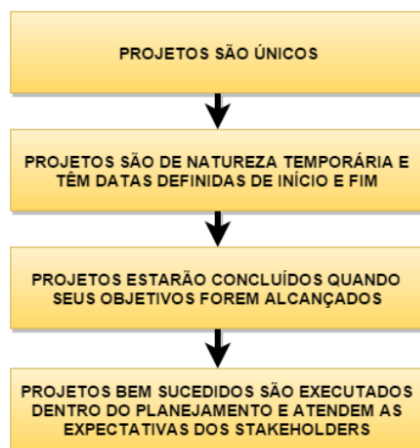 PROJETOS SÃO ÚNICOS
PROJETOS SÃO DE NATUREZA TEMPORÁRIA E
TÊM DATAS DEFINIDAS DE INÍCIO E FIM
PROJETOS ESTARÃO CONCLUÍDOS QUANDO
SEUS OBJETIVOS FOREM ALCANÇADOS
PROJETOS BEM SUCEDIDOS SÃO EXECUTADOS
DENTRO DO PLANEJAMENTO E ATENDEM AS
EXPECTATIVAS DOS STAKEHOLDERS